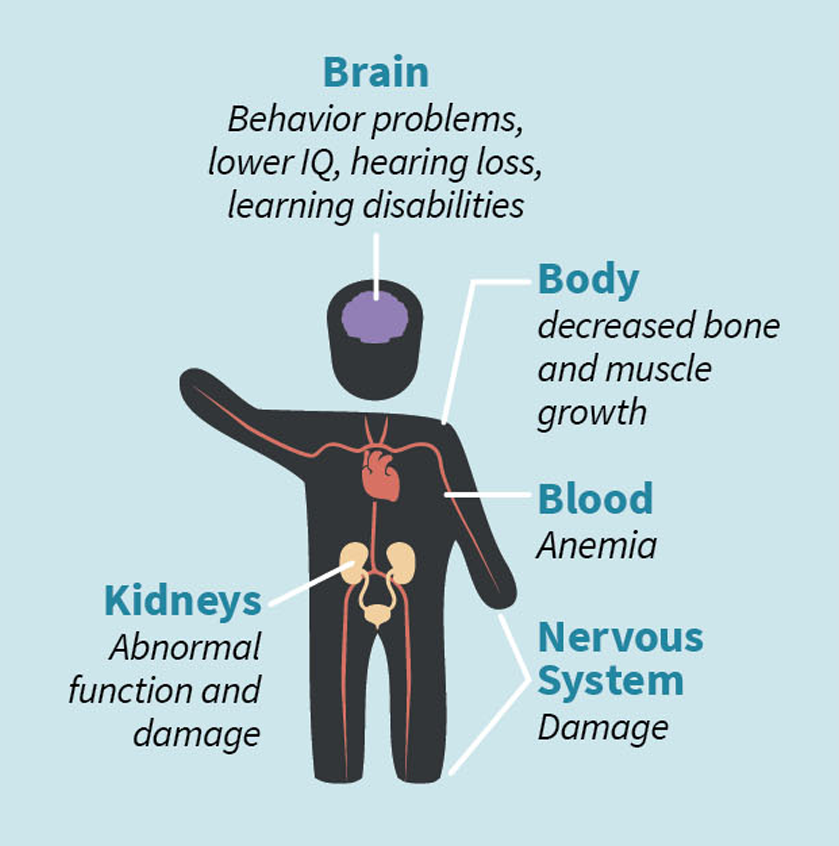 Brain
Behavior problems,
lower IQ, hearing loss,
learning disabilities
Body
decreased bone
and muscle
growth
Blood
Anemia
Kidneys
Abnormal
function and
damage
Nervous
System
Damage